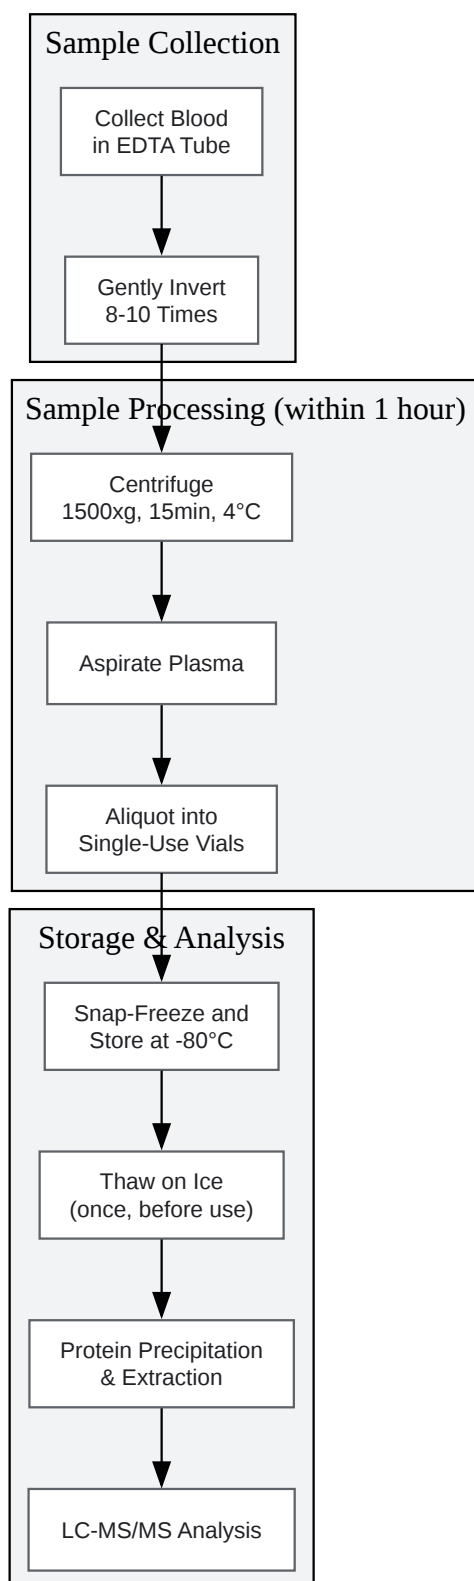 Sample Collection
Collect Blood
in EDTA Tube
Gently Invert
8-10 Times
Sample Processing (within 1 hour)
Centrifuge
1500xg, 15min, 4°C
Aspirate Plasma
Aliquot into
Single-Use Vials
Storage & Analysis
Snap-Freeze and
Store at -80°C
Thaw on Ice
(once, before use)
Protein Precipitation
& Extraction
LC-MS/MS Analysis